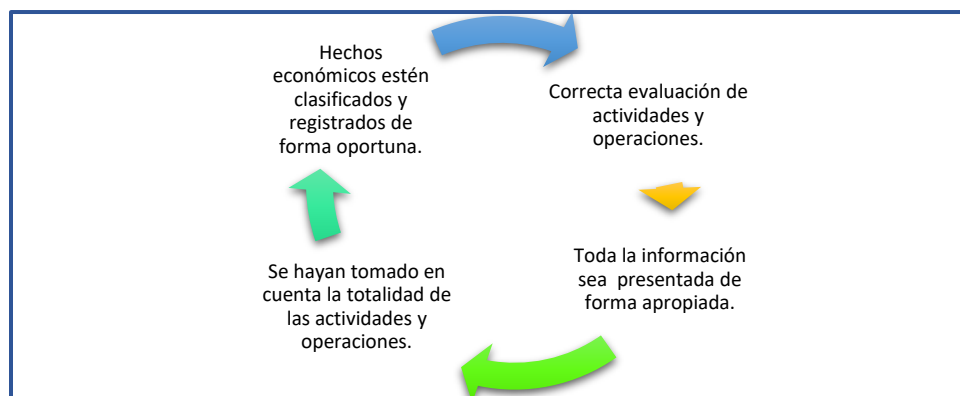 Hechos
económicos estén
clasificados y
registrados de
forma oportuna.
Correcta evaluación de
actividades y
operaciones.
Toda la información
sea presentada de
forma apropiada.
Se hayan tomado en
cuenta la totalidad de
las actividades y
operaciones.